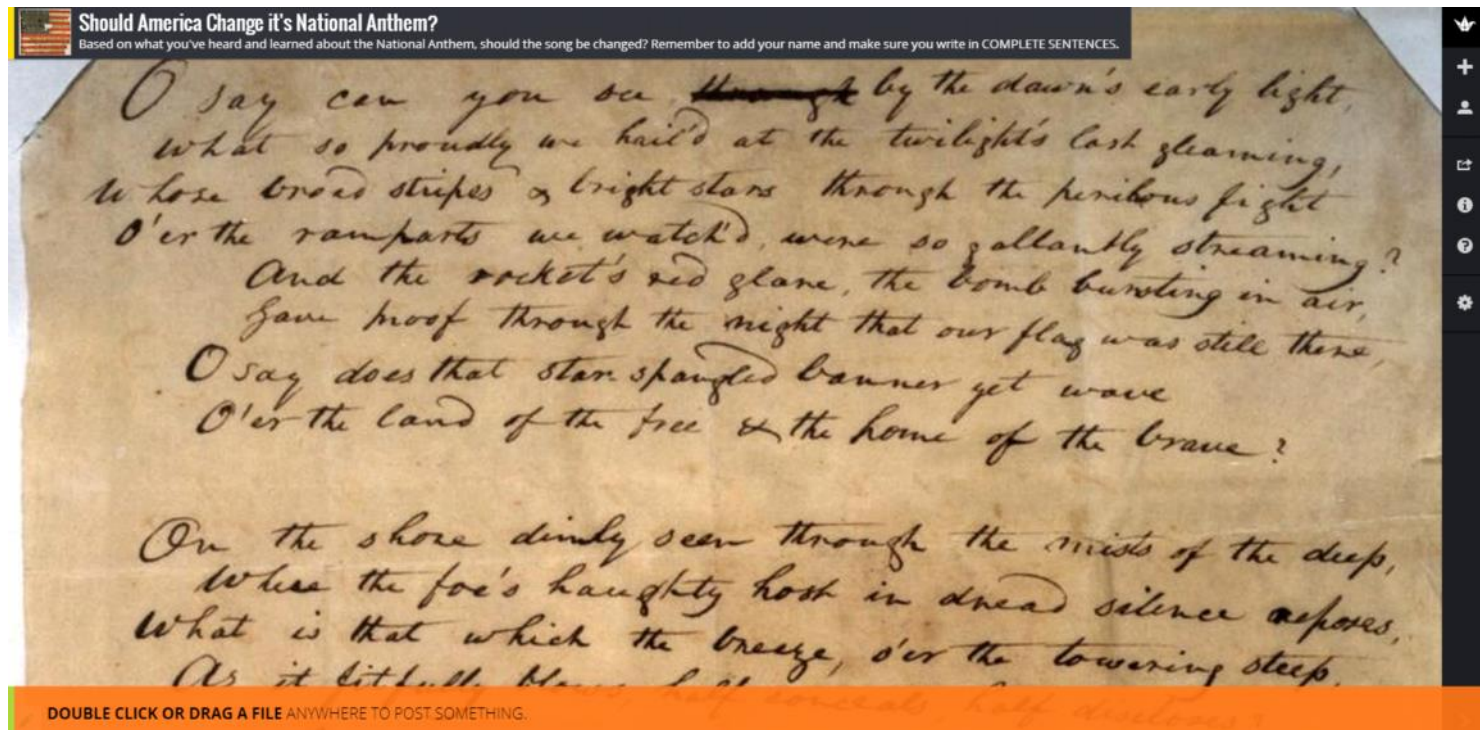 Should America Change it's National Anthem?
Based on what you've heard and learned about the National Anthem, should the song be changed? Remember to add your name and make sure you write in COMPLETE SENTENCES.
O say can you see through by the dawn's early light,
what so proudly we hail'd at the twilight's last gleaming,
Whose broad stripes & bright stars through the perilous fight
O'er the ramparts we watch'd, were so gallantly streaming?
And the rocket's red glare, the bomb bursting in air,
Gave proof through the night that our flag was still there,
O say does that star spangled banner yet wave
O'er the land of the free & the home of the brave?
On the shore dimly seen through the mists of the deep,
Where the foe's haughty host in dread silence reposes,
What is that which the breeze, o'er the towering steep,
As it fitfully blows, half conceals, half discloses?
DOUBLE CLICK OR DRAG A FILE ANYWHERE TO POST SOMETHING.